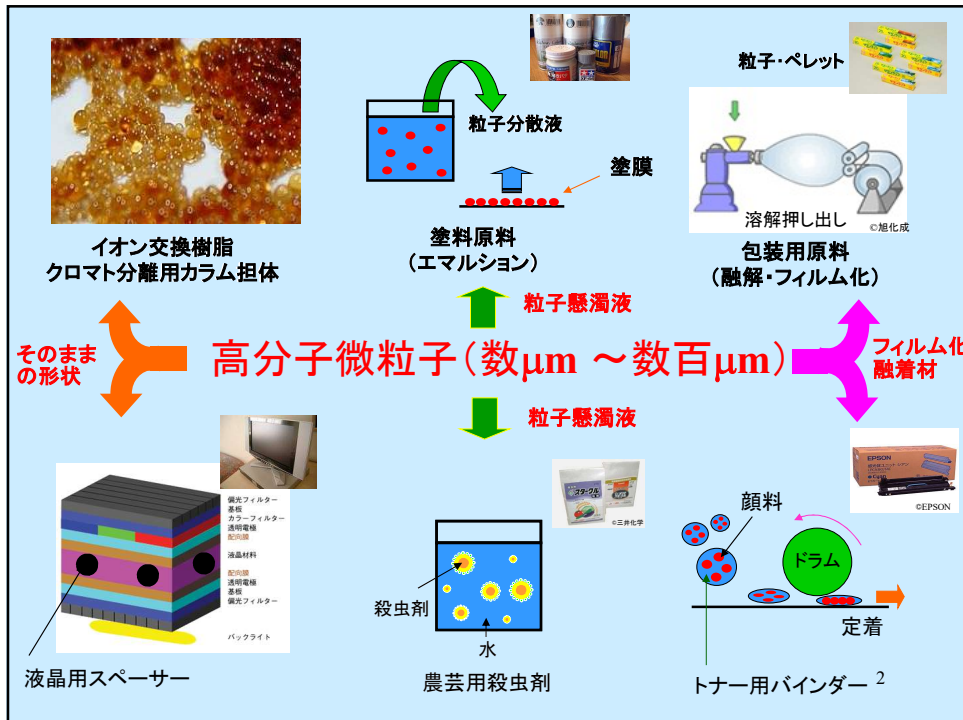 粒子・ペレット
粒子分散液
塗膜
溶解押し出し
©旭化成
イオン交換樹脂
クロマト分離用カラム担体
塗料原料
(エマルション)
包装用原料
(融解・フィルム化)
粒子懸濁液
そのまま
の形状
高分子微粒子(数μm ~数百μm)
フィルム化
融着材
粒子懸濁液
偏光フィルター
基板
カラーフィルター
透明電極
配向膜
液晶材料
配向膜
透明電極
基板
偏光フィルター
バックライト
液晶用スペーサー
スタークル
©三井化学
殺虫剤
水
農芸用殺虫剤
EPSON
Cyan
©EPSON
顔料
ドラム
定着
トナー用バインダー
2